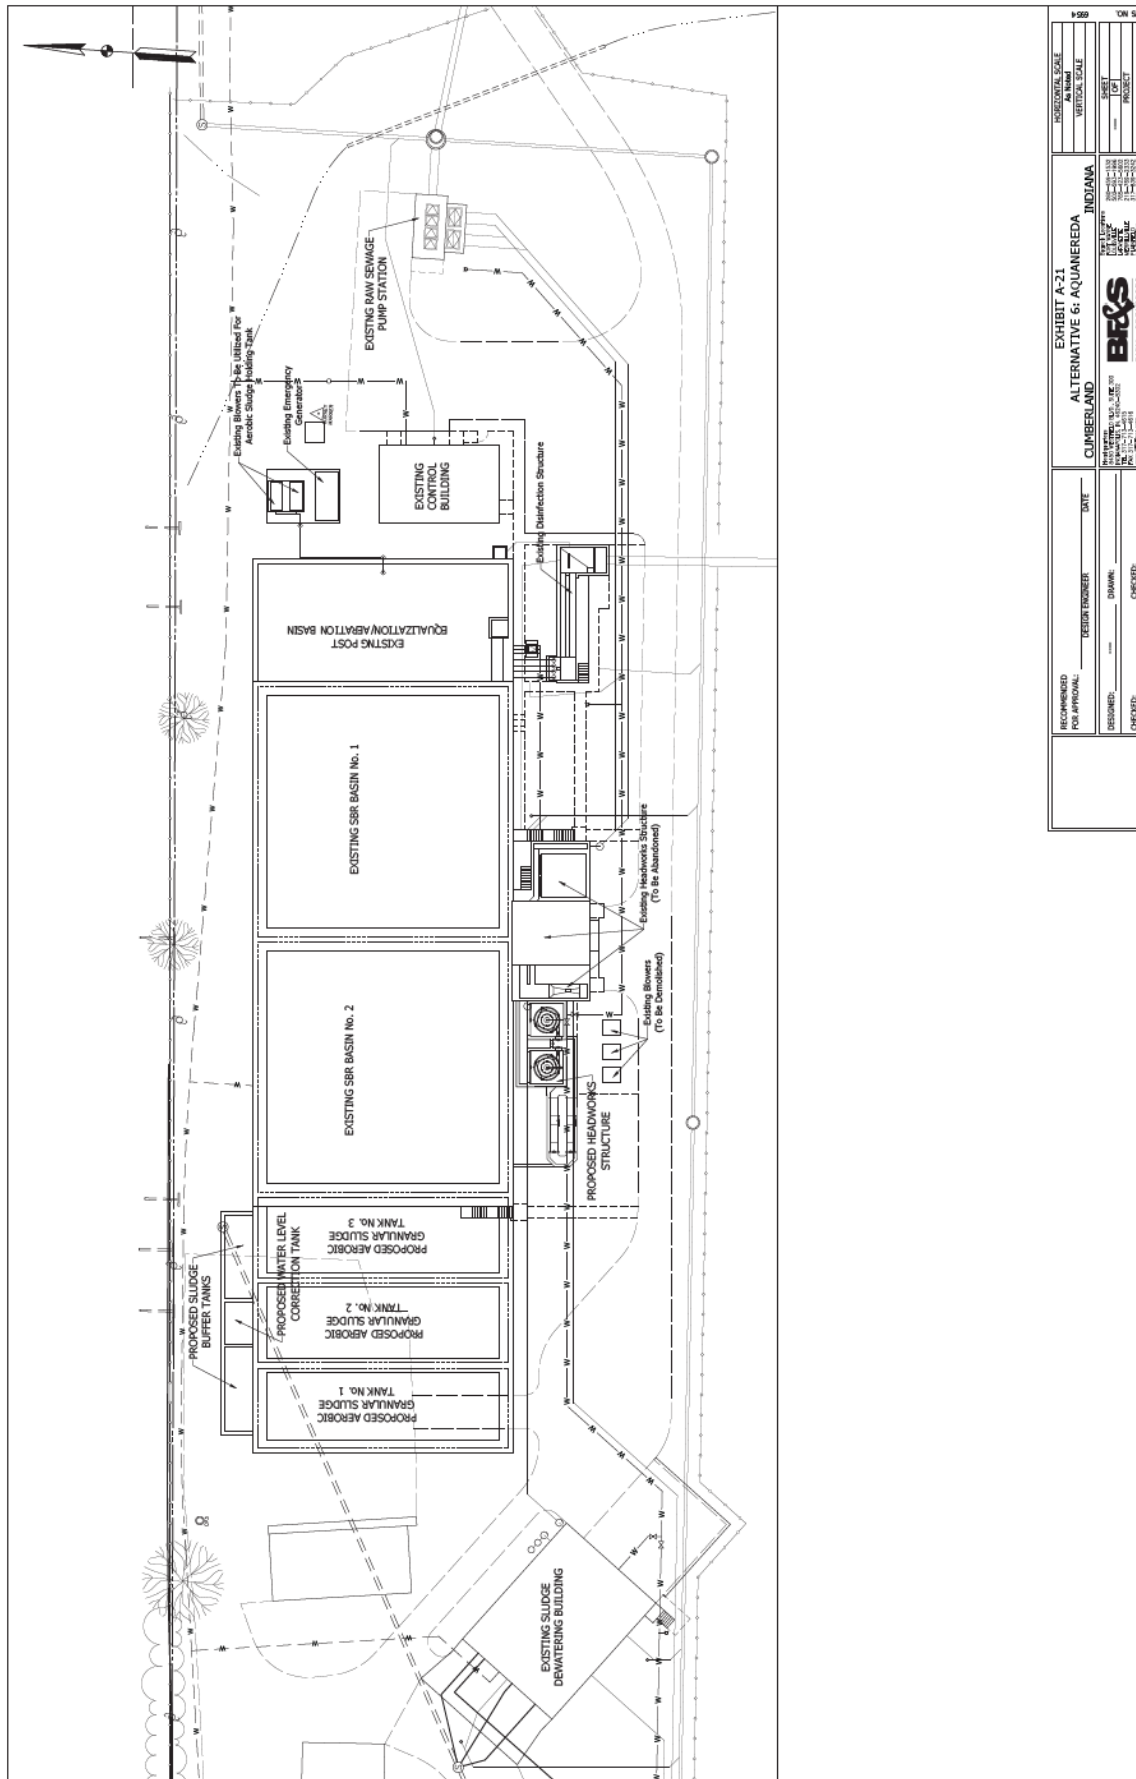 EXHIBIT A-21
ALTERNATIVE 6: AQUANEREDA
CUMBERLAND
INDIANA
HORIZONTAL SCALE
As Noted
VERTICAL SCALE
SHEET
OF
PROJECT
6954
RECOMMENDED
FOR APPROVAL:
DESIGN ENGINEER
DATE
DESIGNED:
DRAWN:
CHECKED:
CHECKED:
BF&S
EXISTNG RAW SEWAGE
PUMP STATION
Existing Blowers To Be Utilized For
Aerobic Sludge Holding Tank
Existing Emergency
Generator
EXISTING
CONTROL
BUILDING
Existing Disinfection Structure
EXISTING POST
EQUALIZATION/AERATION BASIN
EXISTING SBR BASIN No. 1
Existing Headworks Structure
(To Be Abandoned)
EXISTING SBR BASIN No. 2
Existing Blowers
(To Be Demolished)
PROPOSED HEADWORKS
STRUCTURE
PROPOSED AEROBIC
GRANULAR SLUDGE
TANK No. 3
PROPOSED WATER LEVEL
CORRECTION TANK
PROPOSED SLUDGE
BUFFER TANKS
PROPOSED AEROBIC
GRANULAR SLUDGE
TANK No. 2
PROPOSED AEROBIC
GRANULAR SLUDGE
TANK No. 1
EXISTING SLUDGE
DEWATERING BUILDING